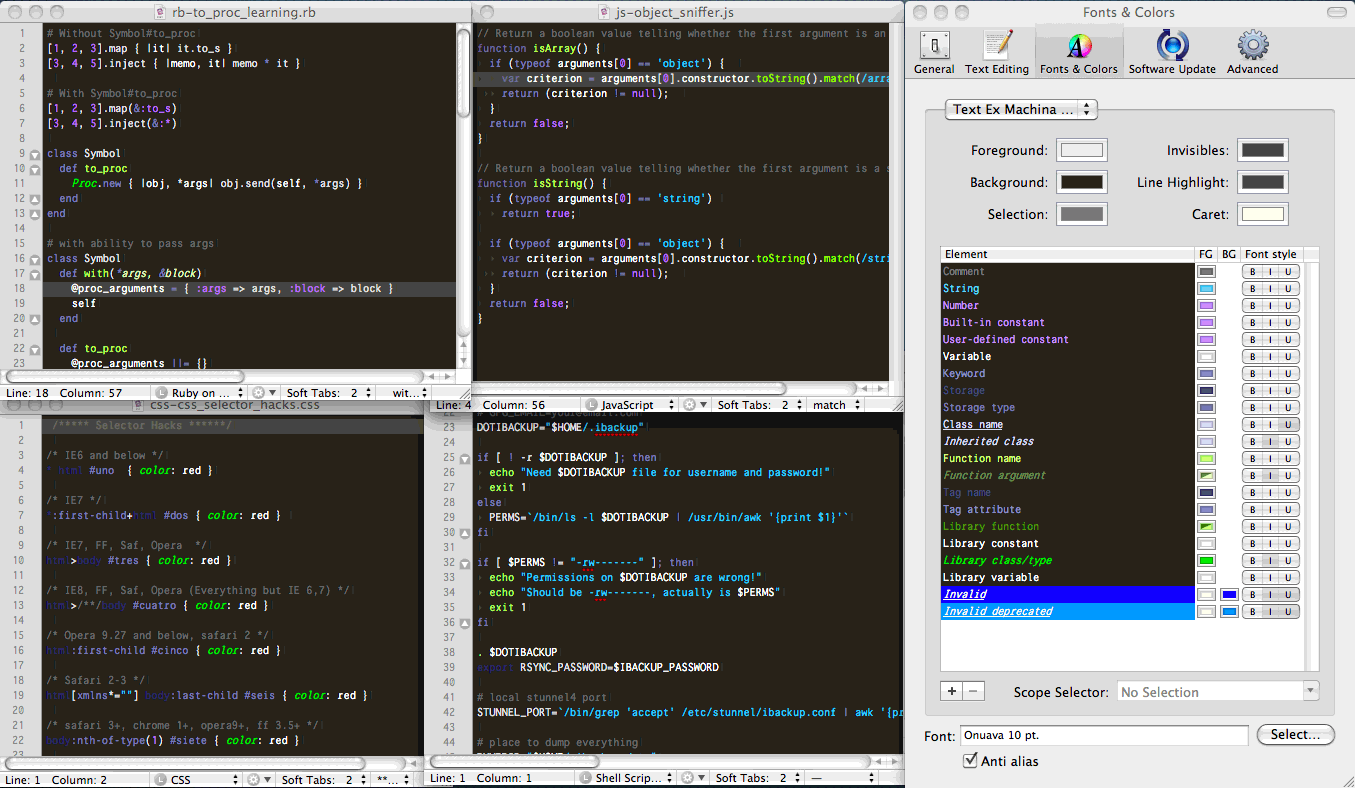 rb-to_proc_learning.rb
1 # Without Symbol#to_proc
2 [1, 2, 3].map { |it| it.to_s }
3 [3, 4, 5].inject { |memo, it| memo * it }
4
5 # With Symbol#to_proc
6 [1, 2, 3].map(&:to_s)
7 [3, 4, 5].inject(&:*)
8
9 class Symbol
10 def to_proc
11 Proc.new { |obj, *args| obj.send(self, *args) }
12 end
13 end
14
15 # with ability to pass args
16 class Symbol
17 def with(*args, &block)
18 @proc_arguments = { :args => args, :block => block }
19 self
20 end
21
22 def to_proc
23 @proc_arguments ||= {}
Line: 18 Column: 57 Ruby on ... Soft Tabs: 2 wit...
js-object_sniffer.js
// Return a boolean value telling whether the first argument is an
function isArray() {
if (typeof arguments[0] == 'object') {
var criterion = arguments[0].constructor.toString().match(/arra
return (criterion != null);
}
return false;
}
// Return a boolean value telling whether the first argument is a s
function isString() {
if (typeof arguments[0] == 'string')
return true;
if (typeof arguments[0] == 'object') {
var criterion = arguments[0].constructor.toString().match(/stri
return (criterion != null);
}
return false;
}
Line: 4 Column: 56 JavaScript Soft Tabs: 2 match
css-css_selector_hacks.css
1 /***** Selector Hacks ******/
2
3 /* IE6 and below */
4 * html #uno { color: red }
5
6 /* IE7 */
7 *:first-child+html #dos { color: red }
8
9 /* IE7, FF, Saf, Opera */
10 html>body #tres { color: red }
11
12 /* IE8, FF, Saf, Opera (Everything but IE 6,7) */
13 html>/**/body #cuatro { color: red }
14
15 /* Opera 9.27 and below, safari 2 */
16 html:first-child #cinco { color: red }
17
18 /* Safari 2-3 */
19 html[xmlns*=""] body:last-child #seis { color: red }
20
21 /* safari 3+, chrome 1+, opera9+, ff 3.5+ */
22 body:nth-of-type(1) #siete { color: red }
23
Line: 1 Column: 2 CSS Soft Tabs: 2 **...
22
23 DOTIBACKUP="$HOME/.ibackup"
24
25 if [ ! -r $DOTIBACKUP ]; then
26 echo "Need $DOTIBACKUP file for username and password!"
27 exit 1
28 else
29 PERMS=`/bin/ls -l $DOTIBACKUP | /usr/bin/awk '{print $1}'`
30 fi
31
32 if [ $PERMS != "-rw-------" ]; then
33 echo "Permissions on $DOTIBACKUP are wrong!"
34 echo "Should be -rw-------, actually is $PERMS"
35 exit 1
36 fi
37
38 . $DOTIBACKUP
39 export RSYNC_PASSWORD=$IBACKUP_PASSWORD
40
41 # local stunnel4 port
42 STUNNEL_PORT=`/bin/grep 'accept' /etc/stunnel/ibackup.conf | awk '{pr
43
44 # place to dump everything
45
Line: 1 Column: 1 Shell Scrip... Soft Tabs: 2 —
Fonts & Colors
General Text Editing Fonts & Colors Software Update Advanced
Text Ex Machina ...
Foreground: Invisibles:
Background: Line Highlight:
Selection: Caret:
Element FG BG Font style
Comment B I U
String B I U
Number B I U
Built-in constant B I U
User-defined constant B I U
Variable B I U
Keyword B I U
Storage B I U
Storage type B I U
Class name B I U
Inherited class B I U
Function name B I U
Function argument B I U
Tag name B I U
Tag attribute B I U
Library function B I U
Library constant B I U
Library class/type B I U
Library variable B I U
Invalid B I U
Invalid deprecated B I U
+ − Scope Selector: No Selection
Font: Onuava 10 pt. Select...
Anti alias